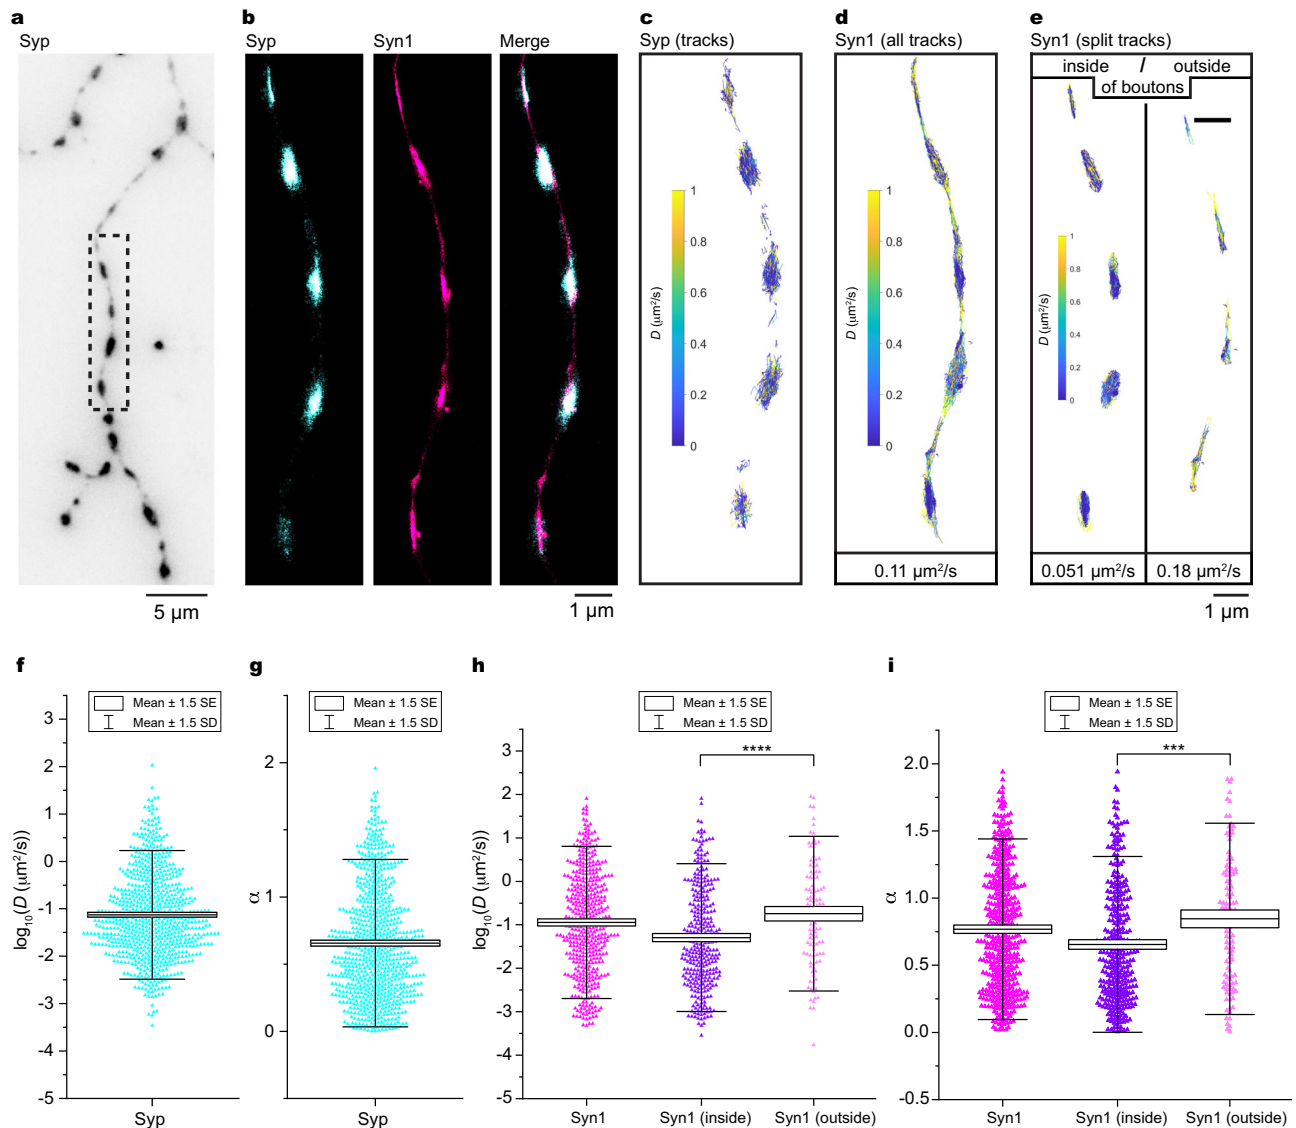 a
Syp
5 µm
b
Syp Syn1 Merge
1 µm
c
Syp (tracks)
D (µm²/s)
1
0.8
0.6
0.4
0.2
0
d
Syn1 (all tracks)
D (µm²/s)
1
0.8
0.6
0.4
0.2
0
0.11 µm²/s
e
Syn1 (split tracks)
inside / outside
of boutons
D (µm²/s)
1
0.8
0.6
0.4
0.2
0
0.051 µm²/s 0.18 µm²/s
1 µm
f
Mean ± 1.5 SE
Mean ± 1.5 SD
log₁₀(D (µm²/s))
3
2
1
0
-1
-2
-3
-4
-5
Syp
g
Mean ± 1.5 SE
Mean ± 1.5 SD
α
2
1
0
Syp
h
Mean ± 1.5 SE
Mean ± 1.5 SD
****
log₁₀(D (µm²/s))
3
2
1
0
-1
-2
-3
-4
-5
Syn1 Syn1 (inside) Syn1 (outside)
i
Mean ± 1.5 SE
Mean ± 1.5 SD
***
α
2.0
1.5
1.0
0.5
0.0
-0.5
Syn1 Syn1 (inside) Syn1 (outside)